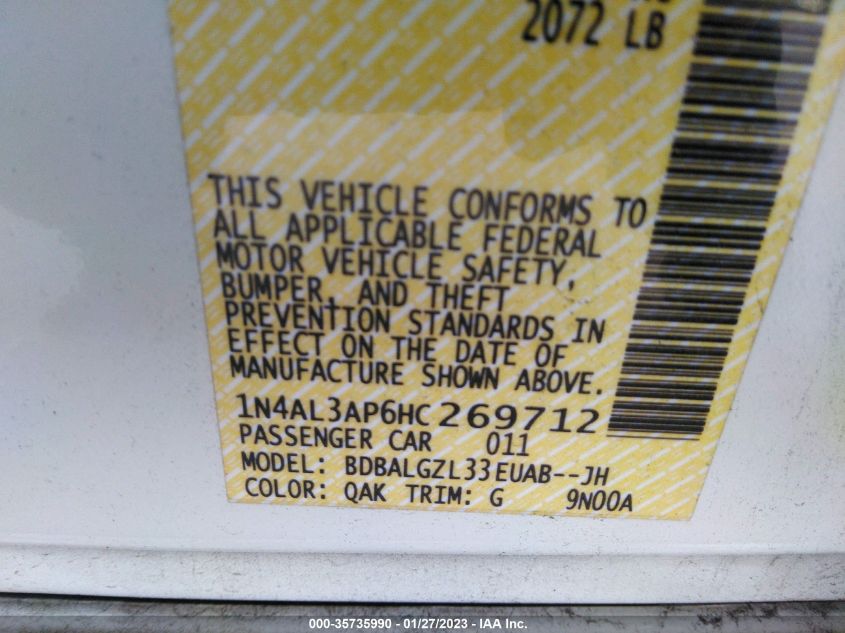 2072 LB
THIS VEHICLE CONFORMS TO
ALL APPLICABLE FEDERAL
MOTOR VEHICLE SAFETY,
BUMPER, AND THEFT
PREVENTION STANDARDS IN
EFFECT ON THE DATE OF
MANUFACTURE SHOWN ABOVE.
1N4AL3AP6HC269712
PASSENGER CAR 011
MODEL: BDBALGZL33EUAB--JH
COLOR: QAK TRIM: G 9N00A
000-35735990 - 01/27/2023 - IAA Inc.